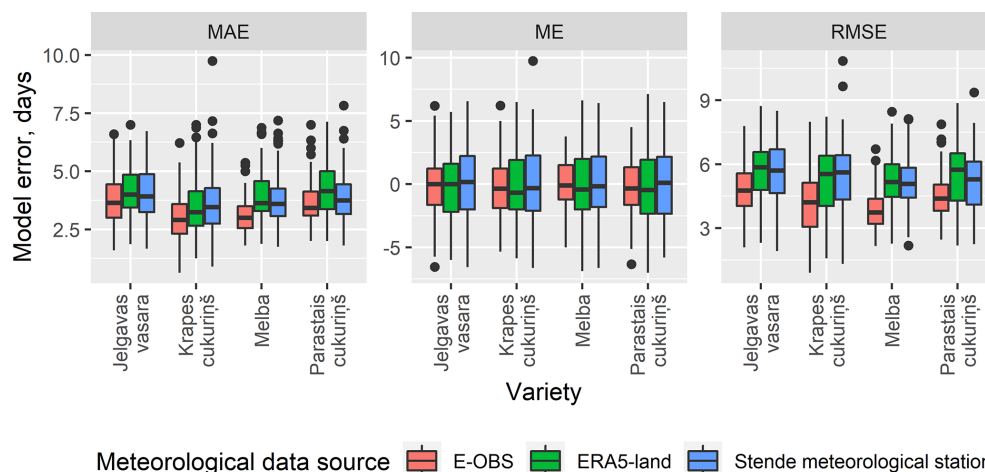 MAE
ME
RMSE
Model error, days
10.0
7.5
5.0
2.5
10
5
0
-5
9
6
3
Jelgavas
vasara
Krapes
cukuriņš
Melba
Parastais
cukuriņš
Jelgavas
vasara
Krapes
cukuriņš
Melba
Parastais
cukuriņš
Jelgavas
vasara
Krapes
cukuriņš
Melba
Parastais
cukuriņš
Variety
Meteorological data source E-OBS ERA5-land Stende meteorological station